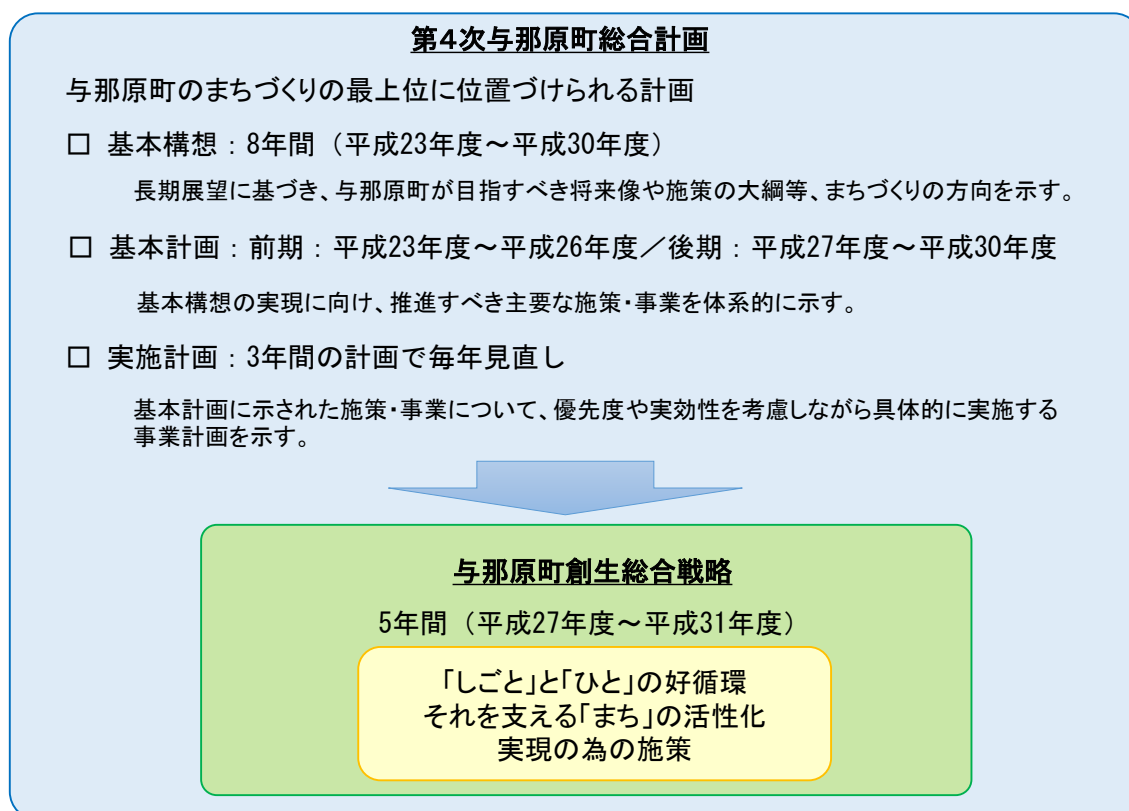 第4次与那原町総合計画
与那原町のまちづくりの最上位に位置づけられる計画
□ 基本構想：8年間（平成23年度～平成30年度）
長期展望に基づき、与那原町が目指すべき将来像や施策の大綱等、まちづくりの方向を示す。
□ 基本計画：前期：平成23年度～平成26年度／後期：平成27年度～平成30年度
基本構想の実現に向け、推進すべき主要な施策・事業を体系的に示す。
□ 実施計画：3年間の計画で毎年見直し
基本計画に示された施策・事業について、優先度や実効性を考慮しながら具体的に実施する
事業計画を示す。
与那原町創生総合戦略
5年間（平成27年度～平成31年度）
「しごと」と「ひと」の好循環
それを支える「まち」の活性化
実現の為の施策